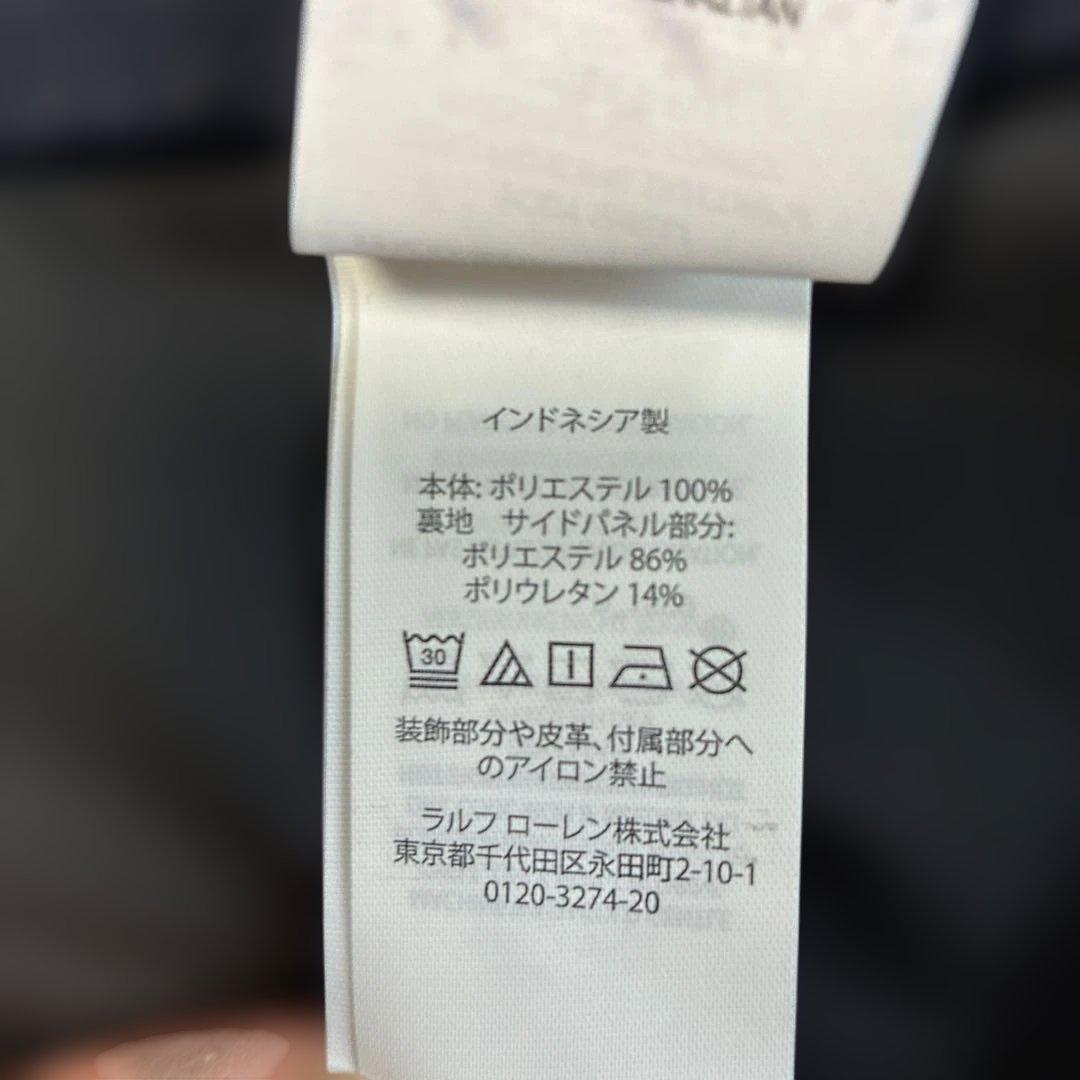 インドネシア製
本体: ポリエステル 100%
裏地　サイドパネル部分:
ポリエステル 86%
ポリウレタン 14%
30
装飾部分や皮革、付属部分へ
のアイロン禁止
ラルフ ローレン株式会社
東京都千代田区永田町2-10-1
0120-3274-20